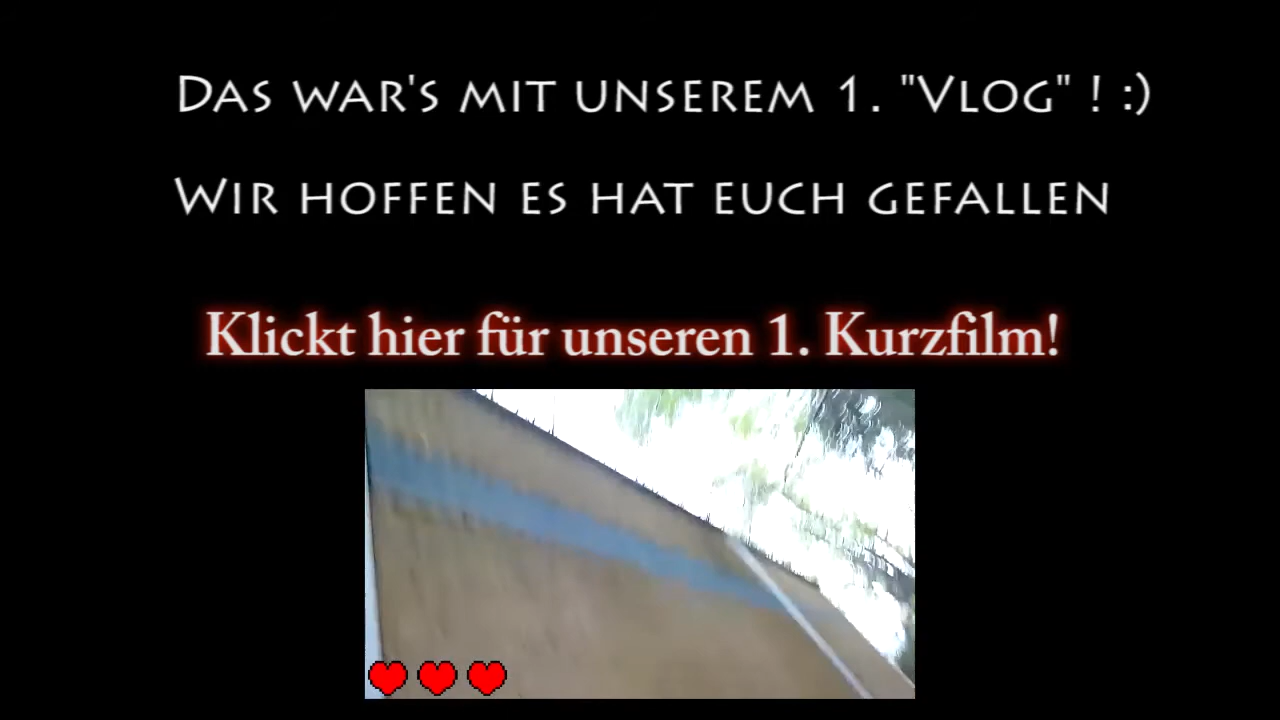 Das war's mit unserem 1. "Vlog" ! :)
Wir hoffen es hat euch gefallen
Klickt hier für unseren 1. Kurzfilm!